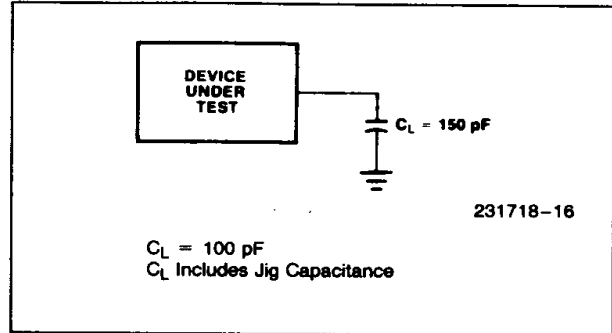 DEVICE
UNDER
TEST
C_L = 150 pF
231718-16
C_L = 100 pF
C_L Includes Jig Capacitance